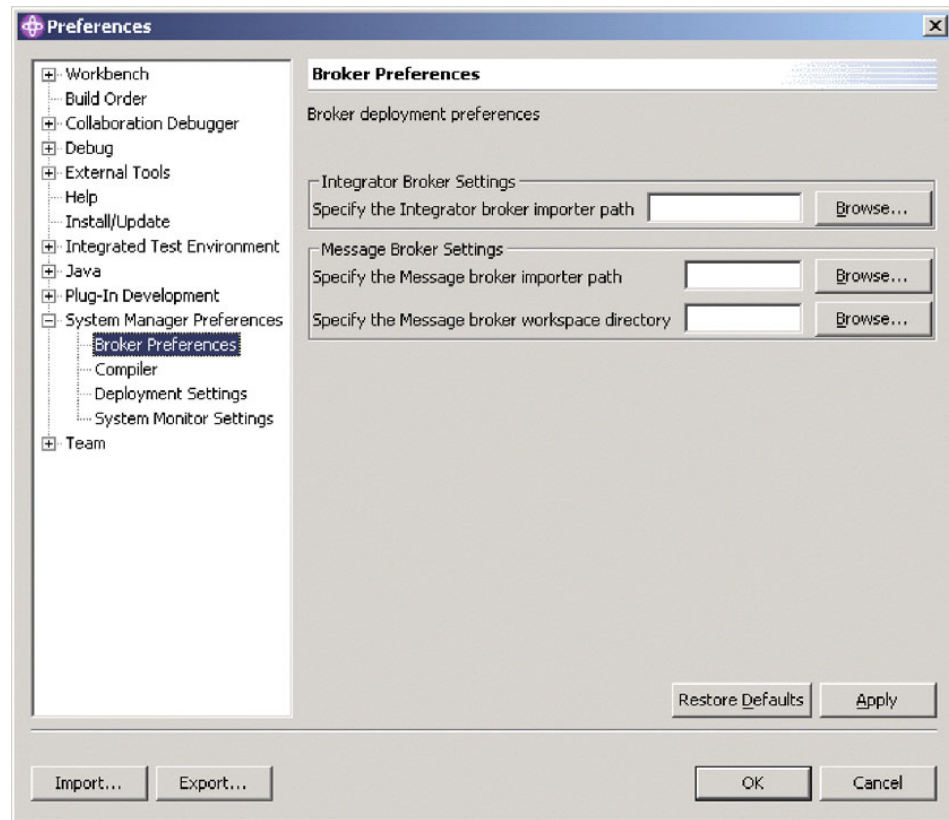 Preferences
Workbench
Build Order
Collaboration Debugger
Debug
External Tools
Help
Install/Update
Integrated Test Environment
Java
Plug-In Development
System Manager Preferences
Broker Preferences
Compiler
Deployment Settings
System Monitor Settings
Team
Broker Preferences
Broker deployment preferences
Integrator Broker Settings
Specify the Integrator broker importer path Browse...
Message Broker Settings
Specify the Message broker importer path Browse...
Specify the Message broker workspace directory Browse...
Restore Defaults Apply
Import... Export... OK Cancel